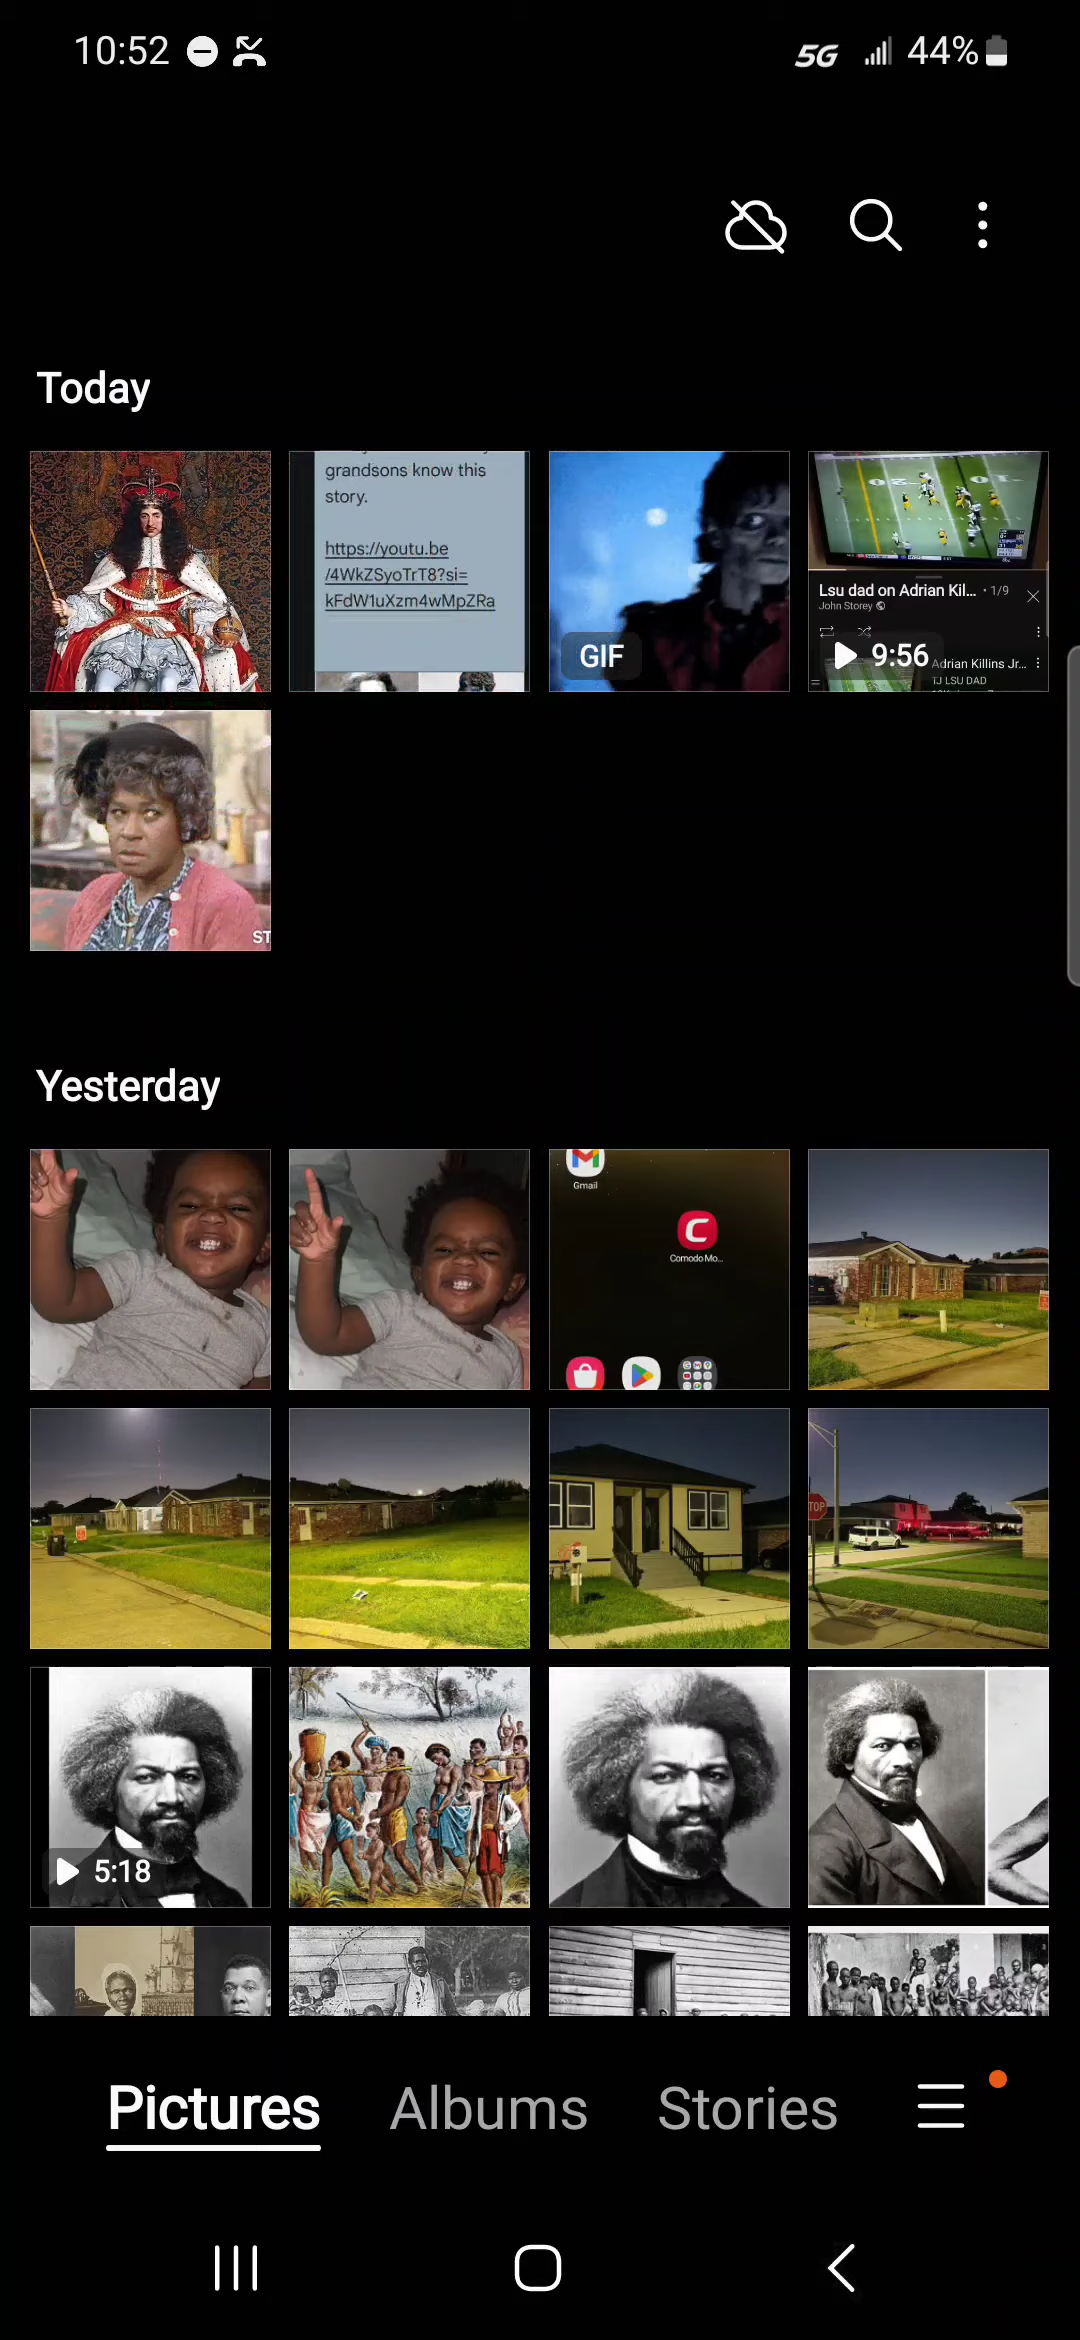 10:52
5G 44%
Today
grandsons know this
story.
https://youtu.be
/4WkZSyoTrT8?si=
kFdW1uXzm4wMpZRa
GIF
Lsu dad on Adrian Kil... • 1/9
John Storey
9:56
Adrian Killins Jr...
TJ LSU DAD
ST
Yesterday
Gmail
Comodo Mo...
STOP
5:18
Pictures
Albums
Stories